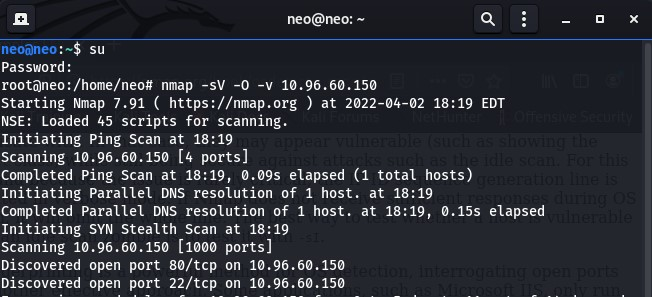 neo@neo: ~
neo@neo:~$ su
Password:
root@neo:/home/neo# nmap -sV -O -v 10.96.60.150
Starting Nmap 7.91 ( https://nmap.org ) at 2022-04-02 18:19 EDT
NSE: Loaded 45 scripts for scanning.
Initiating Ping Scan at 18:19
Scanning 10.96.60.150 [4 ports]
Completed Ping Scan at 18:19, 0.09s elapsed (1 total hosts)
Initiating Parallel DNS resolution of 1 host. at 18:19
Completed Parallel DNS resolution of 1 host. at 18:19, 0.15s elapsed
Initiating SYN Stealth Scan at 18:19
Scanning 10.96.60.150 [1000 ports]
Discovered open port 80/tcp on 10.96.60.150
Discovered open port 22/tcp on 10.96.60.150